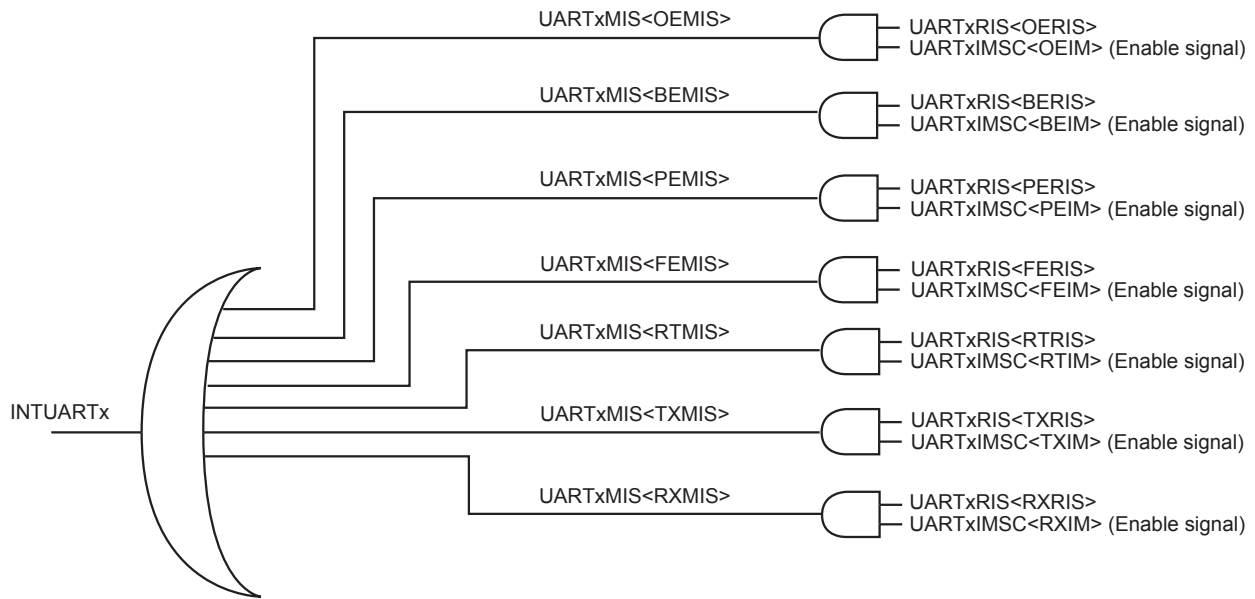 UARTxMIS<OEMIS>
UARTxRIS<OERIS>
UARTxIMSC<OEIM> (Enable signal)
UARTxMIS<BEMIS>
UARTxRIS<BERIS>
UARTxIMSC<BEIM> (Enable signal)
UARTxMIS<PEMIS>
UARTxRIS<PERIS>
UARTxIMSC<PEIM> (Enable signal)
UARTxMIS<FEMIS>
UARTxRIS<FERIS>
UARTxIMSC<FEIM> (Enable signal)
UARTxMIS<RTMIS>
UARTxRIS<RTRIS>
UARTxIMSC<RTIM> (Enable signal)
INTUARTx
UARTxMIS<TXMIS>
UARTxRIS<TXRIS>
UARTxIMSC<TXIM> (Enable signal)
UARTxMIS<RXMIS>
UARTxRIS<RXRIS>
UARTxIMSC<RXIM> (Enable signal)